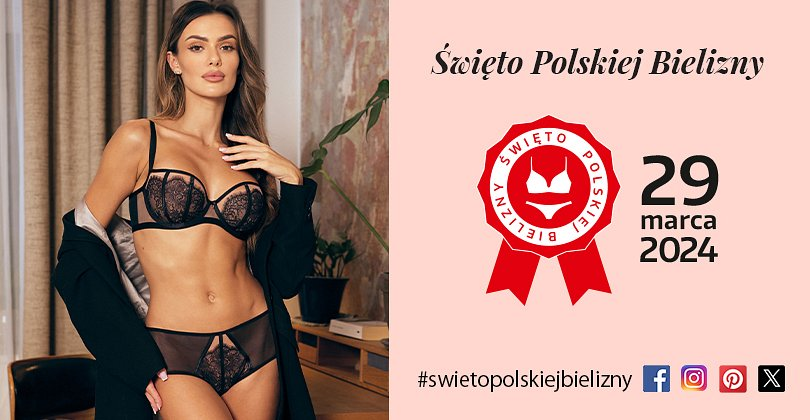 Święto Polskiej Bielizny
ŚWIĘTO POLSKIEJ BIELIZNY
29
marca
2024
#swietopolskiejbielizny